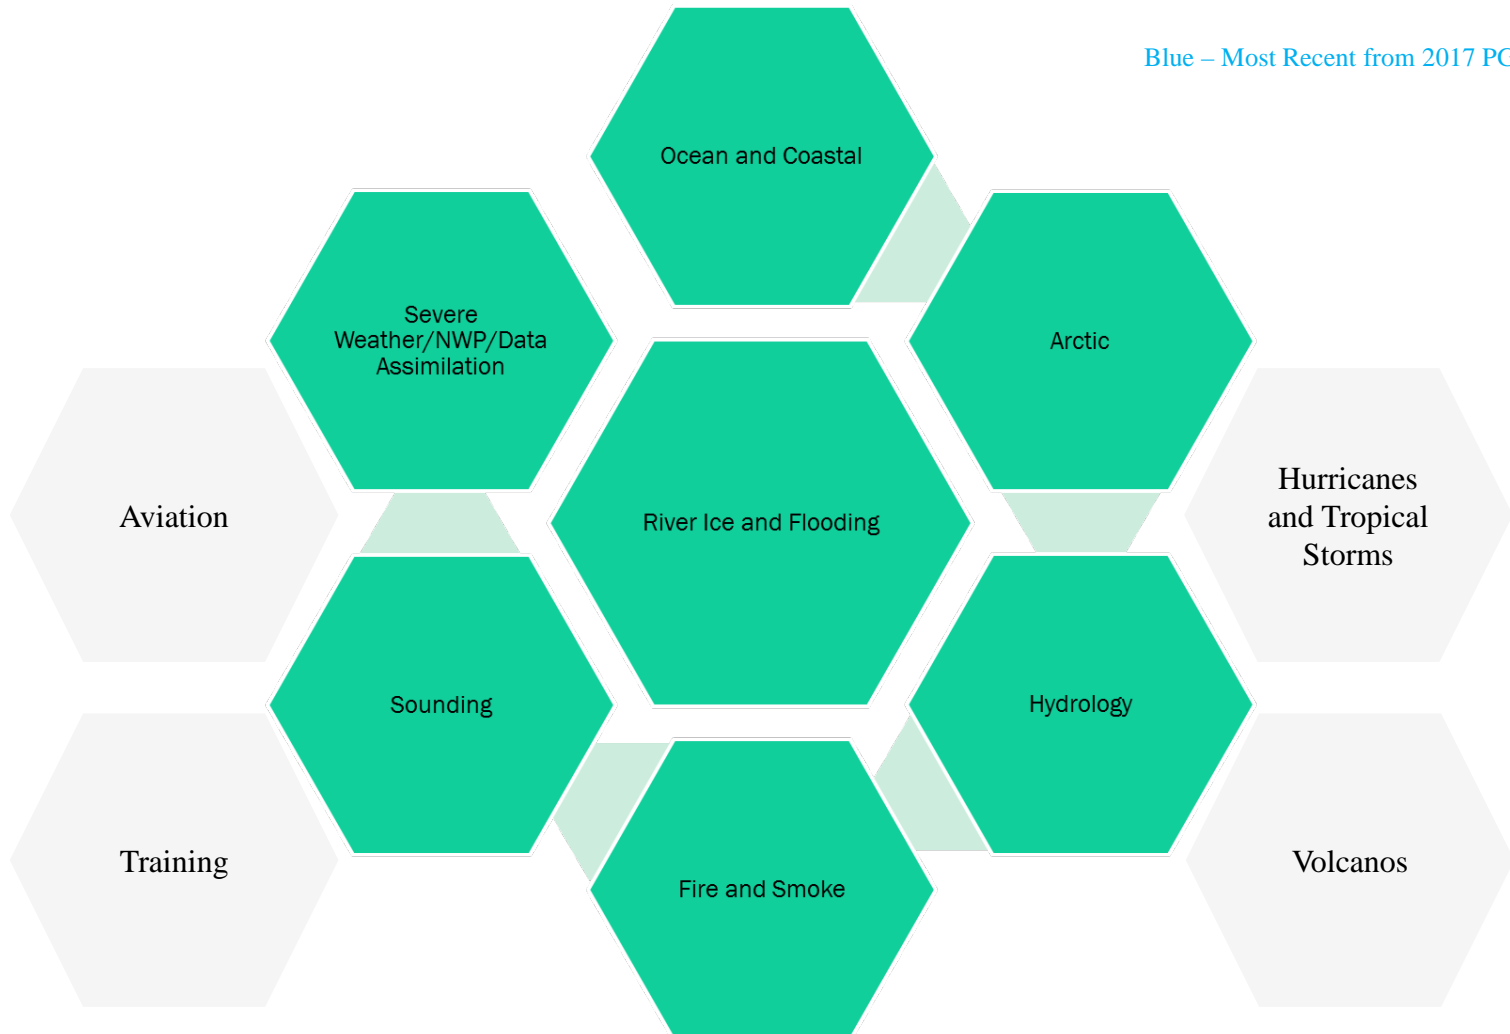 Blue – Most Recent from 2017 PG
Ocean and Coastal
Severe
Weather/NWP/Data
Assimilation
Arctic
Aviation
River Ice and Flooding
Hurricanes
and Tropical
Storms
Sounding
Hydrology
Training
Fire and Smoke
Volcanos